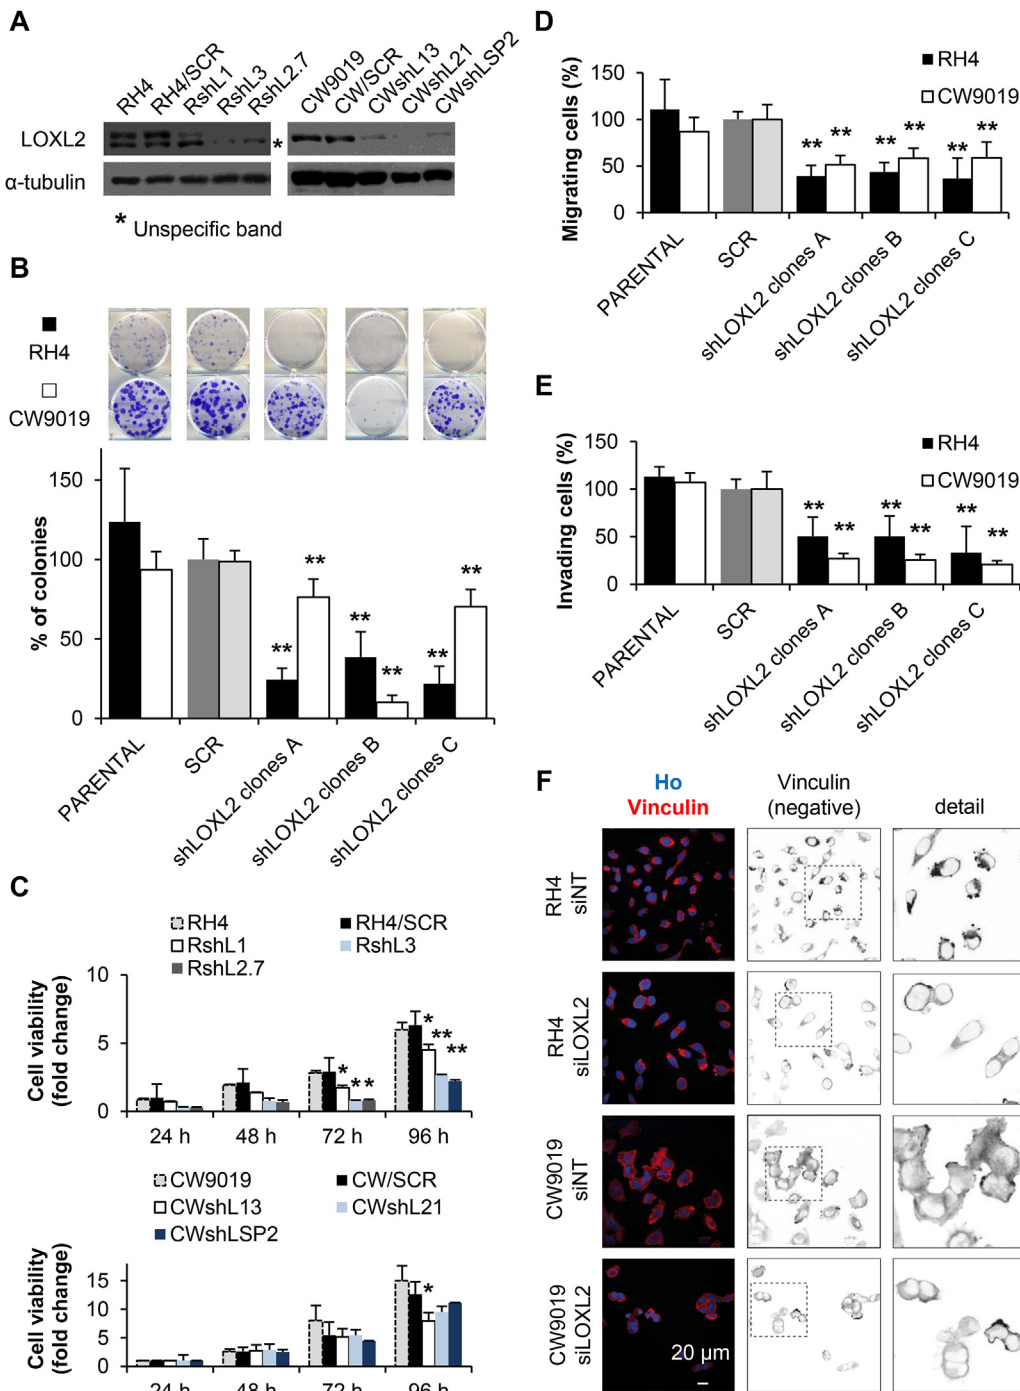 A
RH4
RH4/SCR
RshL1
RshL3
RshL2.7
CW9019
CW/SCR
CWshL13
CWshL21
CWshLSP2
LOXL2
*
α-tubulin
* Unspecific band
B
RH4
CW9019
% of colonies
150
100
50
0
**
**
**
**
**
**
PARENTAL
SCR
shLOXL2 clones A
shLOXL2 clones B
shLOXL2 clones C
C
RH4
RH4/SCR
RshL1
RshL3
RshL2.7
Cell viability
(fold change)
10
5
0
*
**
*
**
**
24 h
48 h
72 h
96 h
CW9019
CW/SCR
CWshL13
CWshL21
CWshLSP2
Cell viability
(fold change)
15
10
5
0
*
24 h
48 h
72 h
96 h
D
RH4
CW9019
Migrating cells (%)
150
100
50
0
**
**
**
**
**
**
PARENTAL
SCR
shLOXL2 clones A
shLOXL2 clones B
shLOXL2 clones C
E
RH4
CW9019
Invading cells (%)
150
100
50
0
**
**
**
**
**
**
PARENTAL
SCR
shLOXL2 clones A
shLOXL2 clones B
shLOXL2 clones C
F
Ho
Vinculin
Vinculin
(negative)
detail
RH4
siNT
RH4
siLOXL2
CW9019
siNT
CW9019
siLOXL2
20 μm